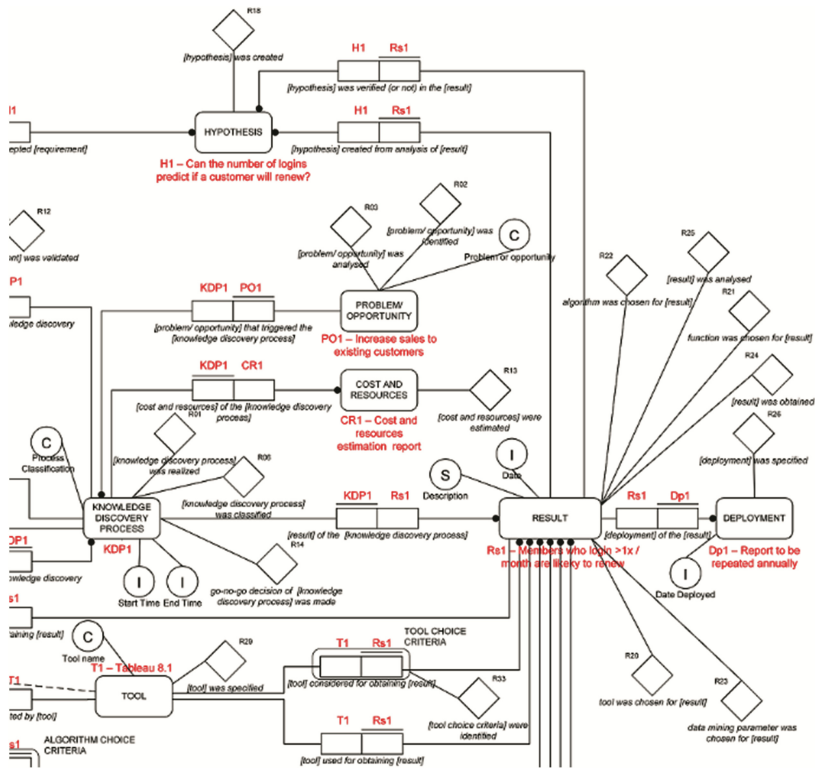 R18
[hypothesis] was created
H1 Rs1
[hypothesis] was verified (or not) in the [result]
H1 Rs1
[hypothesis] created from analysis of [result]
HYPOTHESIS
H1 – Can the number of logins
predict if a customer will renew?
[requirement]
R12
was validated
R03
[problem/ opportunity] was
analysed
R02
[problem/ opportunity] was
identified
C
Problem or opportunity
P1
discovery
KDP1 PO1
[problem/ opportunity] that triggered the
[knowledge discovery process]
PROBLEM/
OPPORTUNITY
PO1 – Increase sales to
existing customers
KDP1 CR1
[cost and resources] of the [knowledge discovery
process]
COST AND
RESOURCES
CR1 – Cost and
resources
estimation report
R13
[cost and resources] were
estimated
R22
algorithm was chosen for [result]
R25
[result] was analysed
R21
function was chosen for [result]
R24
[result] was obtained
R26
[deployment] was specified
C
Process
Classification
R01
[knowledge discovery process]
was realized
R06
[knowledge discovery process]
was classified
KNOWLEDGE
DISCOVERY
PROCESS
KDP1
I
Start Time
I
End Time
R14
go-no-go decision of [knowledge
discovery process] was made
KDP1 Rs1
[result] of the [knowledge discovery process]
S
Description
I
Date
RESULT
Rs1 – Members who login >1x /
month are likely to renew
Rs1 Dp1
[deployment] of the [result]
DEPLOYMENT
Dp1 – Report to be
repeated annually
I
Date Deployed
discovery
[result]
C
Tool name
T1 – Tableau 8.1
TOOL
R29
[tool] was specified
T1
by [tool]
TOOL CHOICE
CRITERIA
T1 Rs1
[tool] considered for obtaining [result]
R33
[tool choice criteria] were
identified
T1 Rs1
[tool] used for obtaining [result]
R20
tool was chosen for [result]
R23
data mining parameter was
chosen for [result]
ALGORITHM CHOICE
CRITERIA